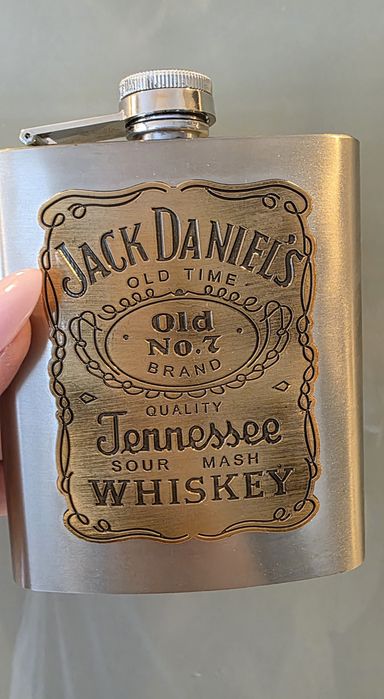 JACK DANIEL'S
OLD TIME
Old
No.7
BRAND
QUALITY
Tennessee
SOUR MASH
WHISKEY